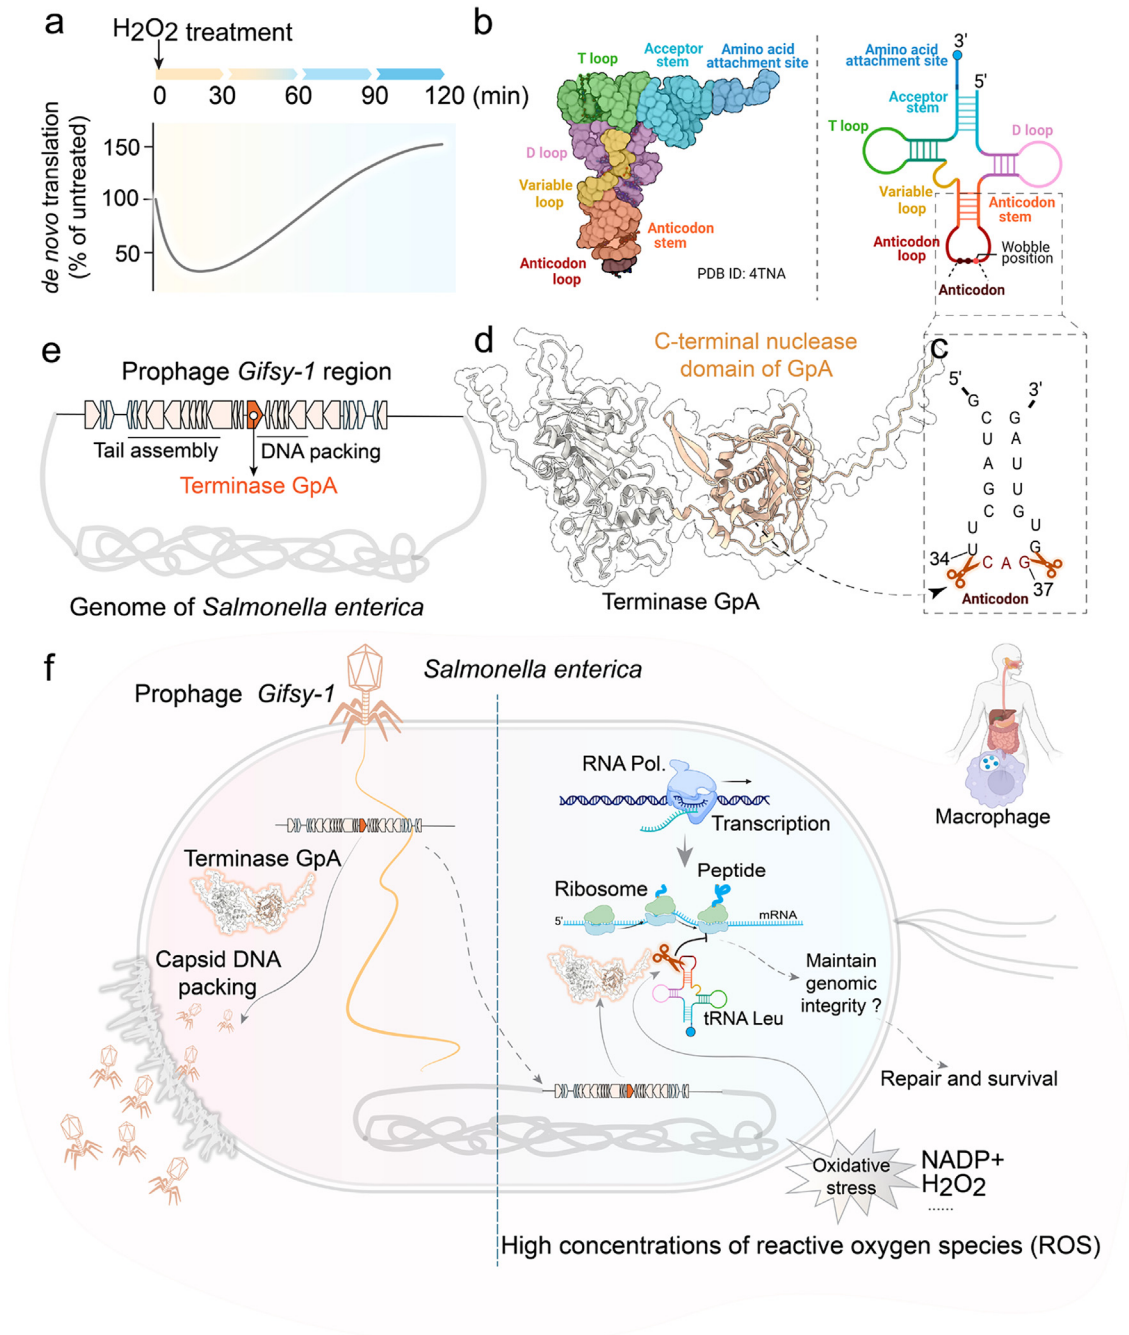 a
H2O2 treatment
0 30 60 90 120 (min)
de novo translation
(% of untreated)
150
100
50
b
T loop
Acceptor
stem
Amino acid
attachment site
D loop
Variable
loop
Anticodon
stem
Anticodon
loop
PDB ID: 4TNA
3'
Amino acid
attachment site
5'
Acceptor
stem
T loop
D loop
Variable
loop
Anticodon
stem
Anticodon
loop
Wobble
position
Anticodon
c
5'
3'
G
C
U
A
G
C
U
U
G
A
U
U
G
U
G
34
C A G
37
Anticodon
d
C-terminal nuclease
domain of GpA
Terminase GpA
e
Prophage Gifsy-1 region
Tail assembly
DNA packing
Terminase GpA
Genome of Salmonella enterica
f
Prophage Gifsy-1
Salmonella enterica
Terminase GpA
Capsid DNA
packing
RNA Pol.
Transcription
Peptide
Ribosome
5'
mRNA
tRNA Leu
Maintain
genomic
integrity ?
Repair and survival
Macrophage
Oxidative
stress
NADP+
H2O2
......
High concentrations of reactive oxygen species (ROS)